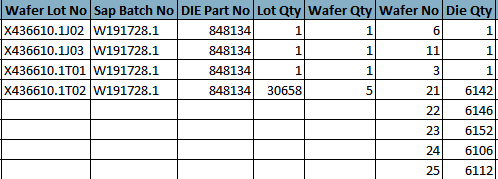 Wafer Lot No Sap Batch No DIE Part No Lot Qty Wafer Qty Wafer No Die Qty
X436610.1J02 W191728.1 848134 1 1 6 1
X436610.1J03 W191728.1 848134 1 1 11 1
X436610.1T01 W191728.1 848134 1 1 3 1
X436610.1T02 W191728.1 848134 30658 5 21 6142
22 6146
23 6152
24 6106
25 6112